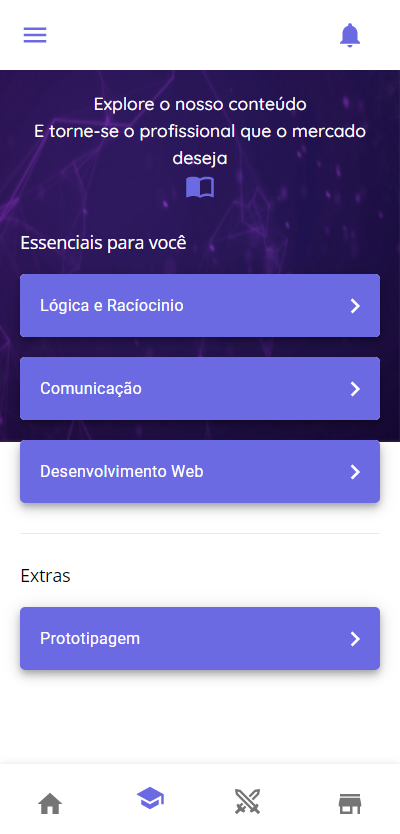 Explore o nosso conteúdo
E torne-se o profissional que o mercado
deseja
Essenciais para você
Lógica e Racíocinio
Comunicação
Desenvolvimento Web
Extras
Prototipagem